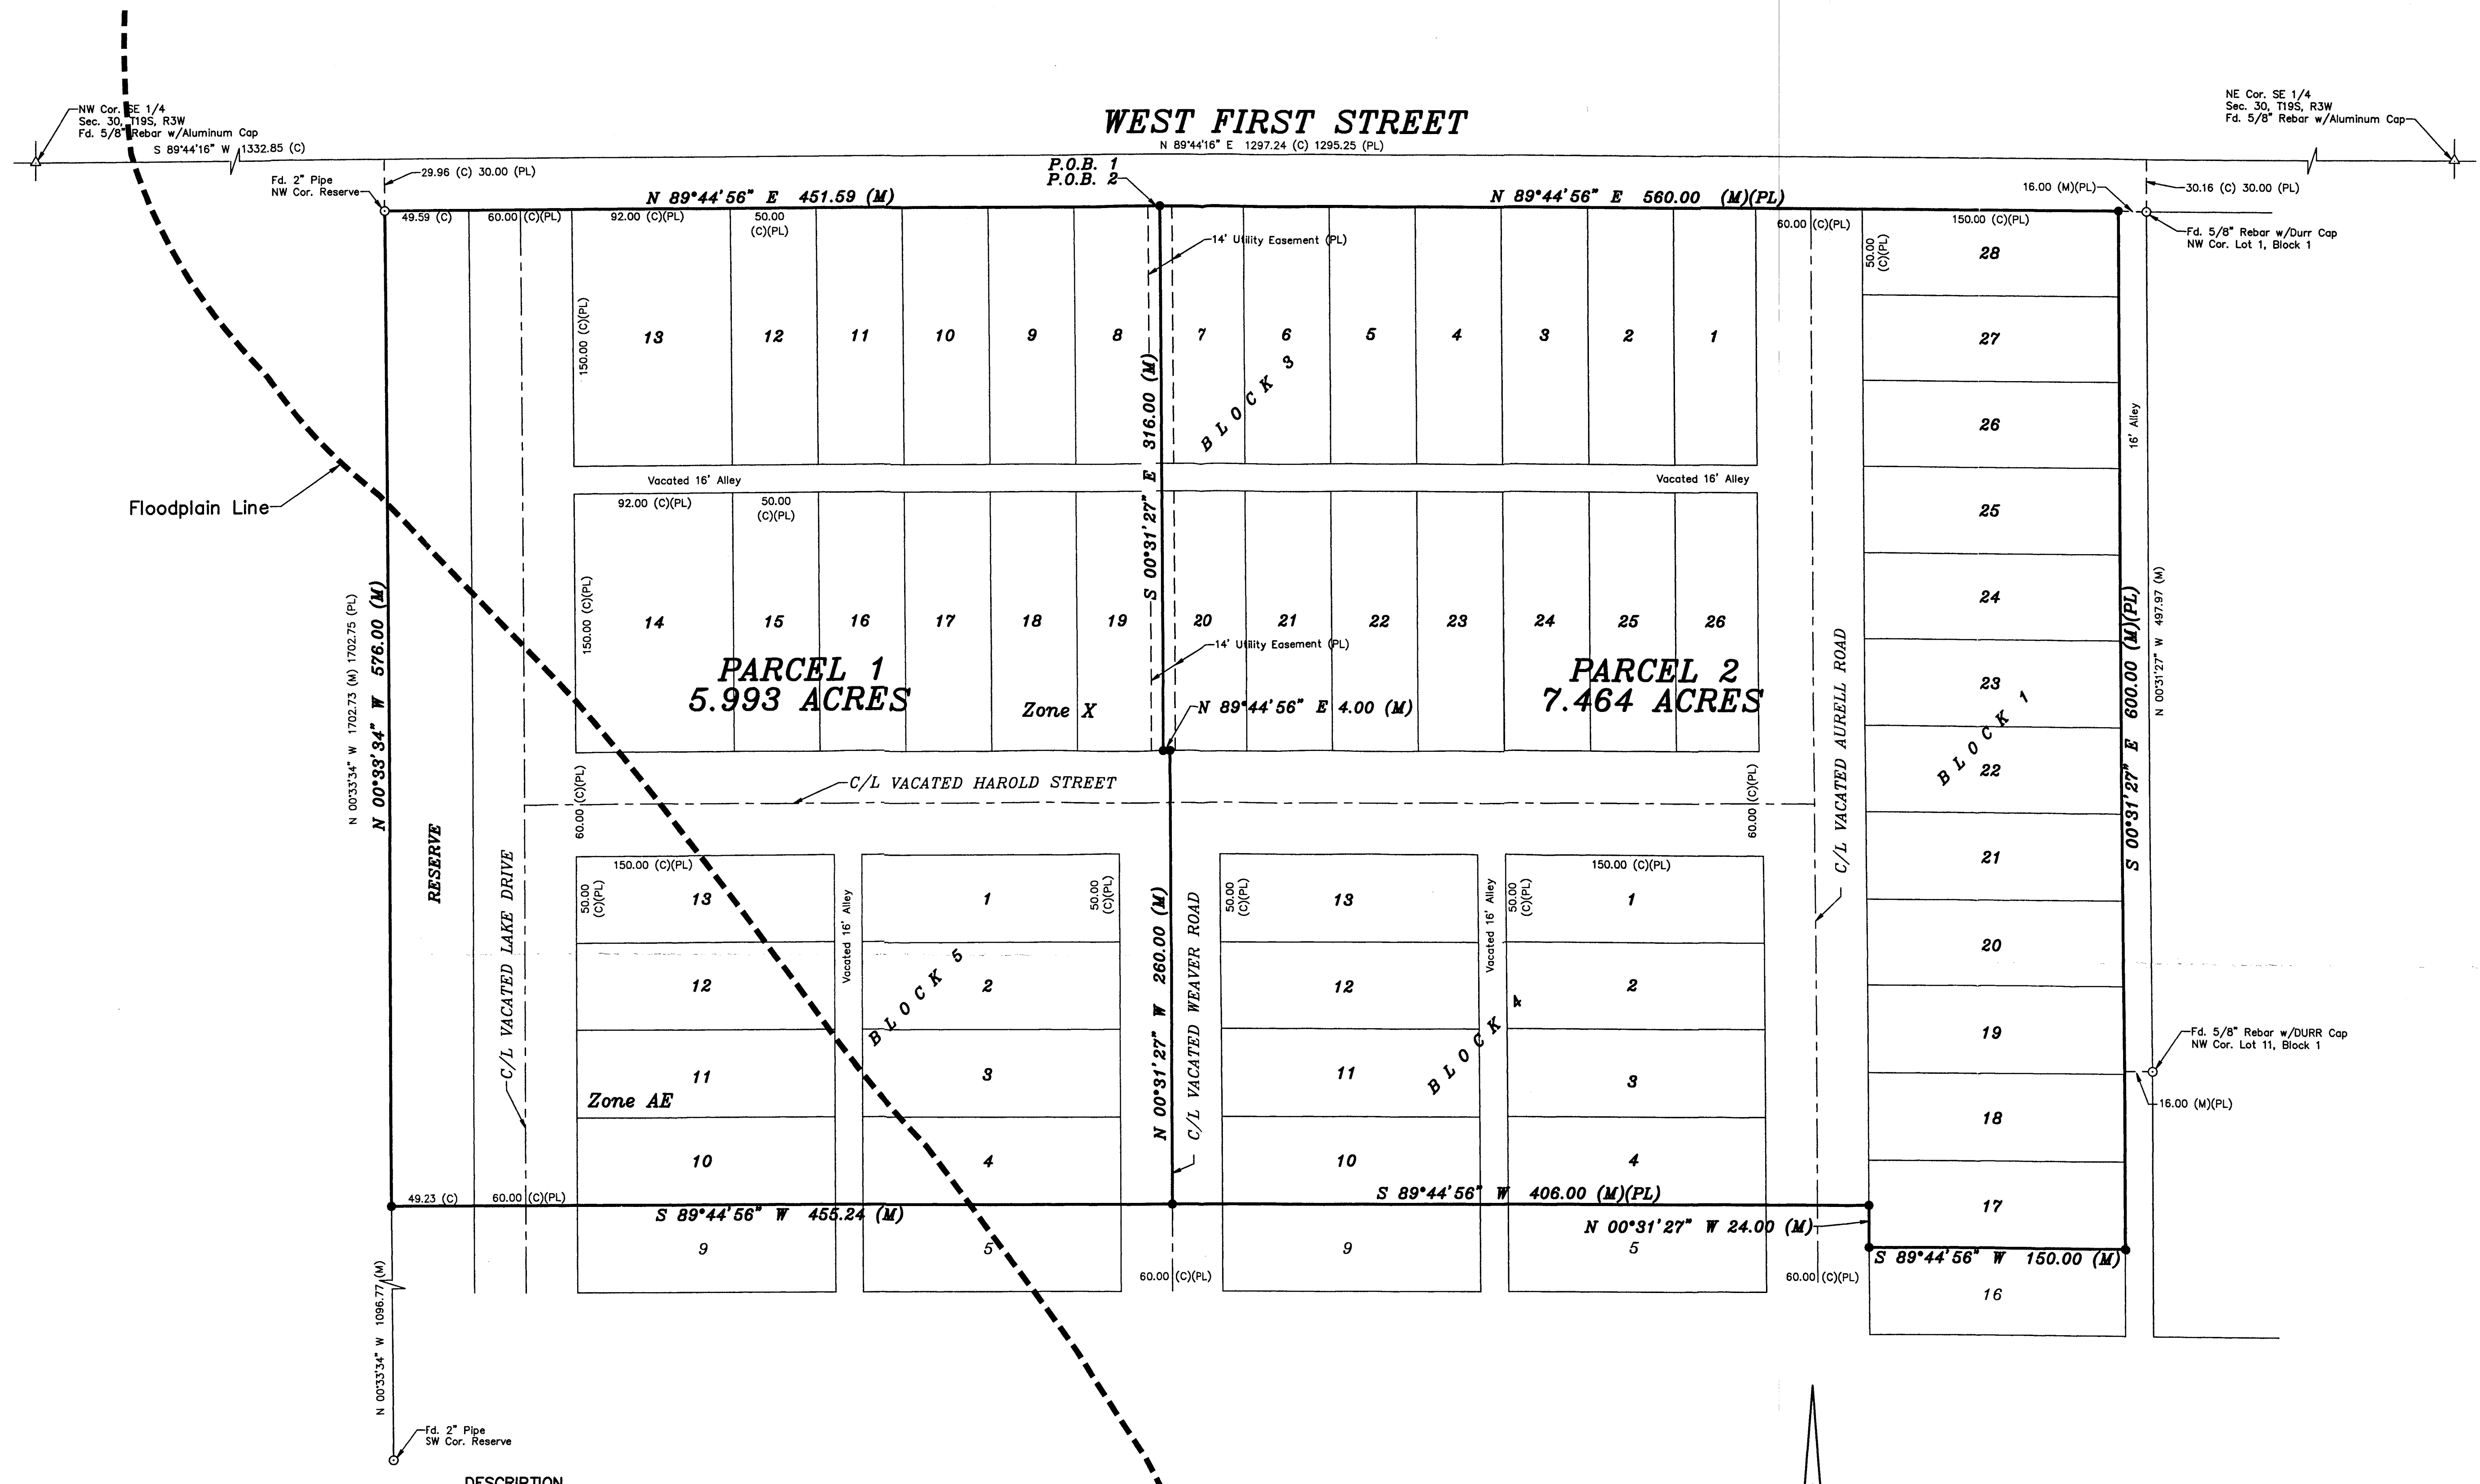 WEST FIRST STREET
N 89°44'16" E 1297.24 (C) 1295.25 (PL)
NW Cor. SE 1/4
Sec. 30, T19S, R3W
Fd. 5/8" Rebar w/Aluminum Cap
S 89°44'16" W 1332.85 (C)
NE Cor. SE 1/4
Sec. 30, T19S, R3W
Fd. 5/8" Rebar w/Aluminum Cap
29.96 (C) 30.00 (PL)
Fd. 2" Pipe
NW Cor. Reserve
P.O.B. 1
P.O.B. 2
N 89°44'56" E 451.59 (M)
N 89°44'56" E 560.00 (M)(PL)
16.00 (M)(PL)
30.16 (C) 30.00 (PL)
Fd. 5/8" Rebar w/Durr Cap
NW Cor. Lot 1, Block 1
49.59 (C)
60.00 (C)(PL)
92.00 (C)(PL)
50.00
(C)(PL)
60.00 (C)(PL)
150.00 (C)(PL)
50.00
(C)(PL)
14' Utility Easement (PL)
150.00 (C)(PL)
13
12
11
10
9
8
7
6
5
4
3
2
1
BLOCK 3
S 00°31'27" E 316.00 (M)
28
27
26
25
24
23
22
21
20
19
18
17
16
BLOCK 1
16' Alley
S 00°31'27" E 600.00 (M)(PL)
N 00°31'27" W 497.97 (M)
Vacated 16' Alley
Vacated 16' Alley
Floodplain Line
92.00 (C)(PL)
50.00
(C)(PL)
150.00 (C)(PL)
14
15
16
17
18
19
20
21
22
23
24
25
26
14' Utility Easement (PL)
PARCEL 1
5.993 ACRES
PARCEL 2
7.464 ACRES
Zone X
N 89°44'56" E 4.00 (M)
N 00°33'34" W 1702.73 (M) 1702.75 (PL)
N 00°33'34" W 576.00 (M)
RESERVE
C/L VACATED LAKE DRIVE
C/L VACATED HAROLD STREET
C/L VACATED AURELL ROAD
60.00 (C)(PL)
60.00 (C)(PL)
150.00 (C)(PL)
50.00
(C)(PL)
13
12
11
10
9
Zone AE
Vacated 16' Alley
BLOCK 5
50.00
(C)(PL)
1
2
3
4
5
N 00°31'27" W 260.00 (M)
C/L VACATED WEAVER ROAD
50.00
(C)(PL)
13
12
11
10
9
Vacated 16' Alley
BLOCK 4
150.00 (C)(PL)
50.00
(C)(PL)
1
2
3
4
5
Fd. 5/8" Rebar w/DURR Cap
NW Cor. Lot 11, Block 1
16.00 (M)(PL)
49.23 (C)
60.00 (C)(PL)
S 89°44'56" W 455.24 (M)
S 89°44'56" W 406.00 (M)(PL)
N 00°31'27" W 24.00 (M)
S 89°44'56" W 150.00 (M)
60.00 (C)(PL)
60.00 (C)(PL)
N 00°33'34" W 1096.77 (M)
Fd. 2" Pipe
SW Cor. Reserve
DESCRIPTION